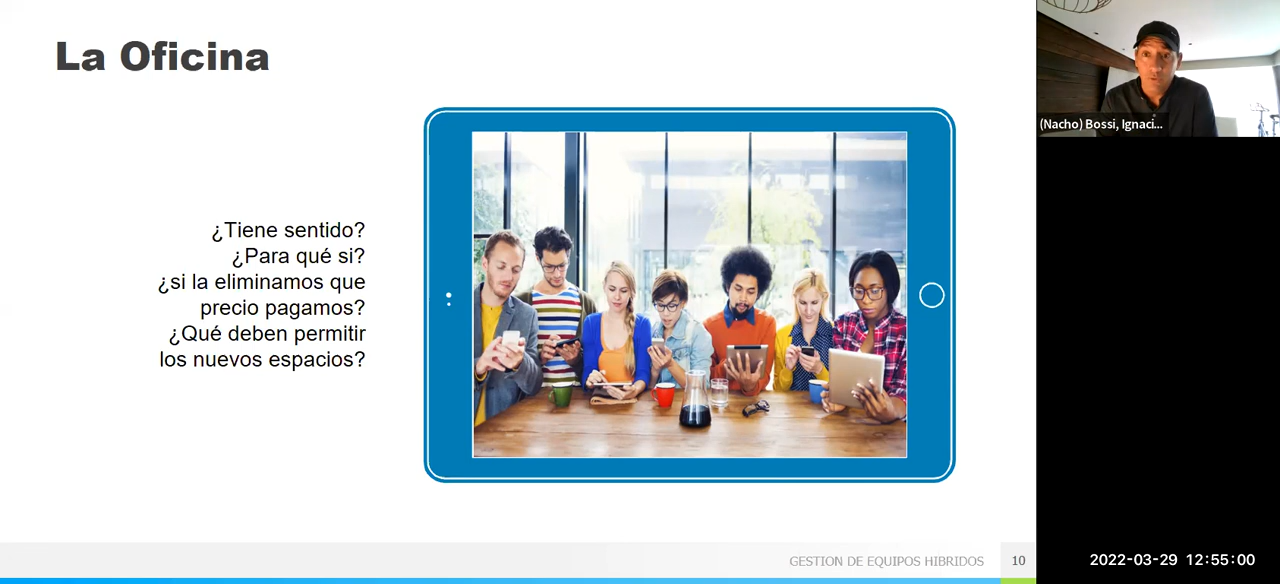 La Oficina
¿Tiene sentido?
¿Para qué si?
¿si la eliminamos que
precio pagamos?
¿Qué deben permitir
los nuevos espacios?
GESTION DE EQUIPOS HIBRIDOS
10
(Nacho) Bossi, Ignaci...
2022-03-29 12:55:00